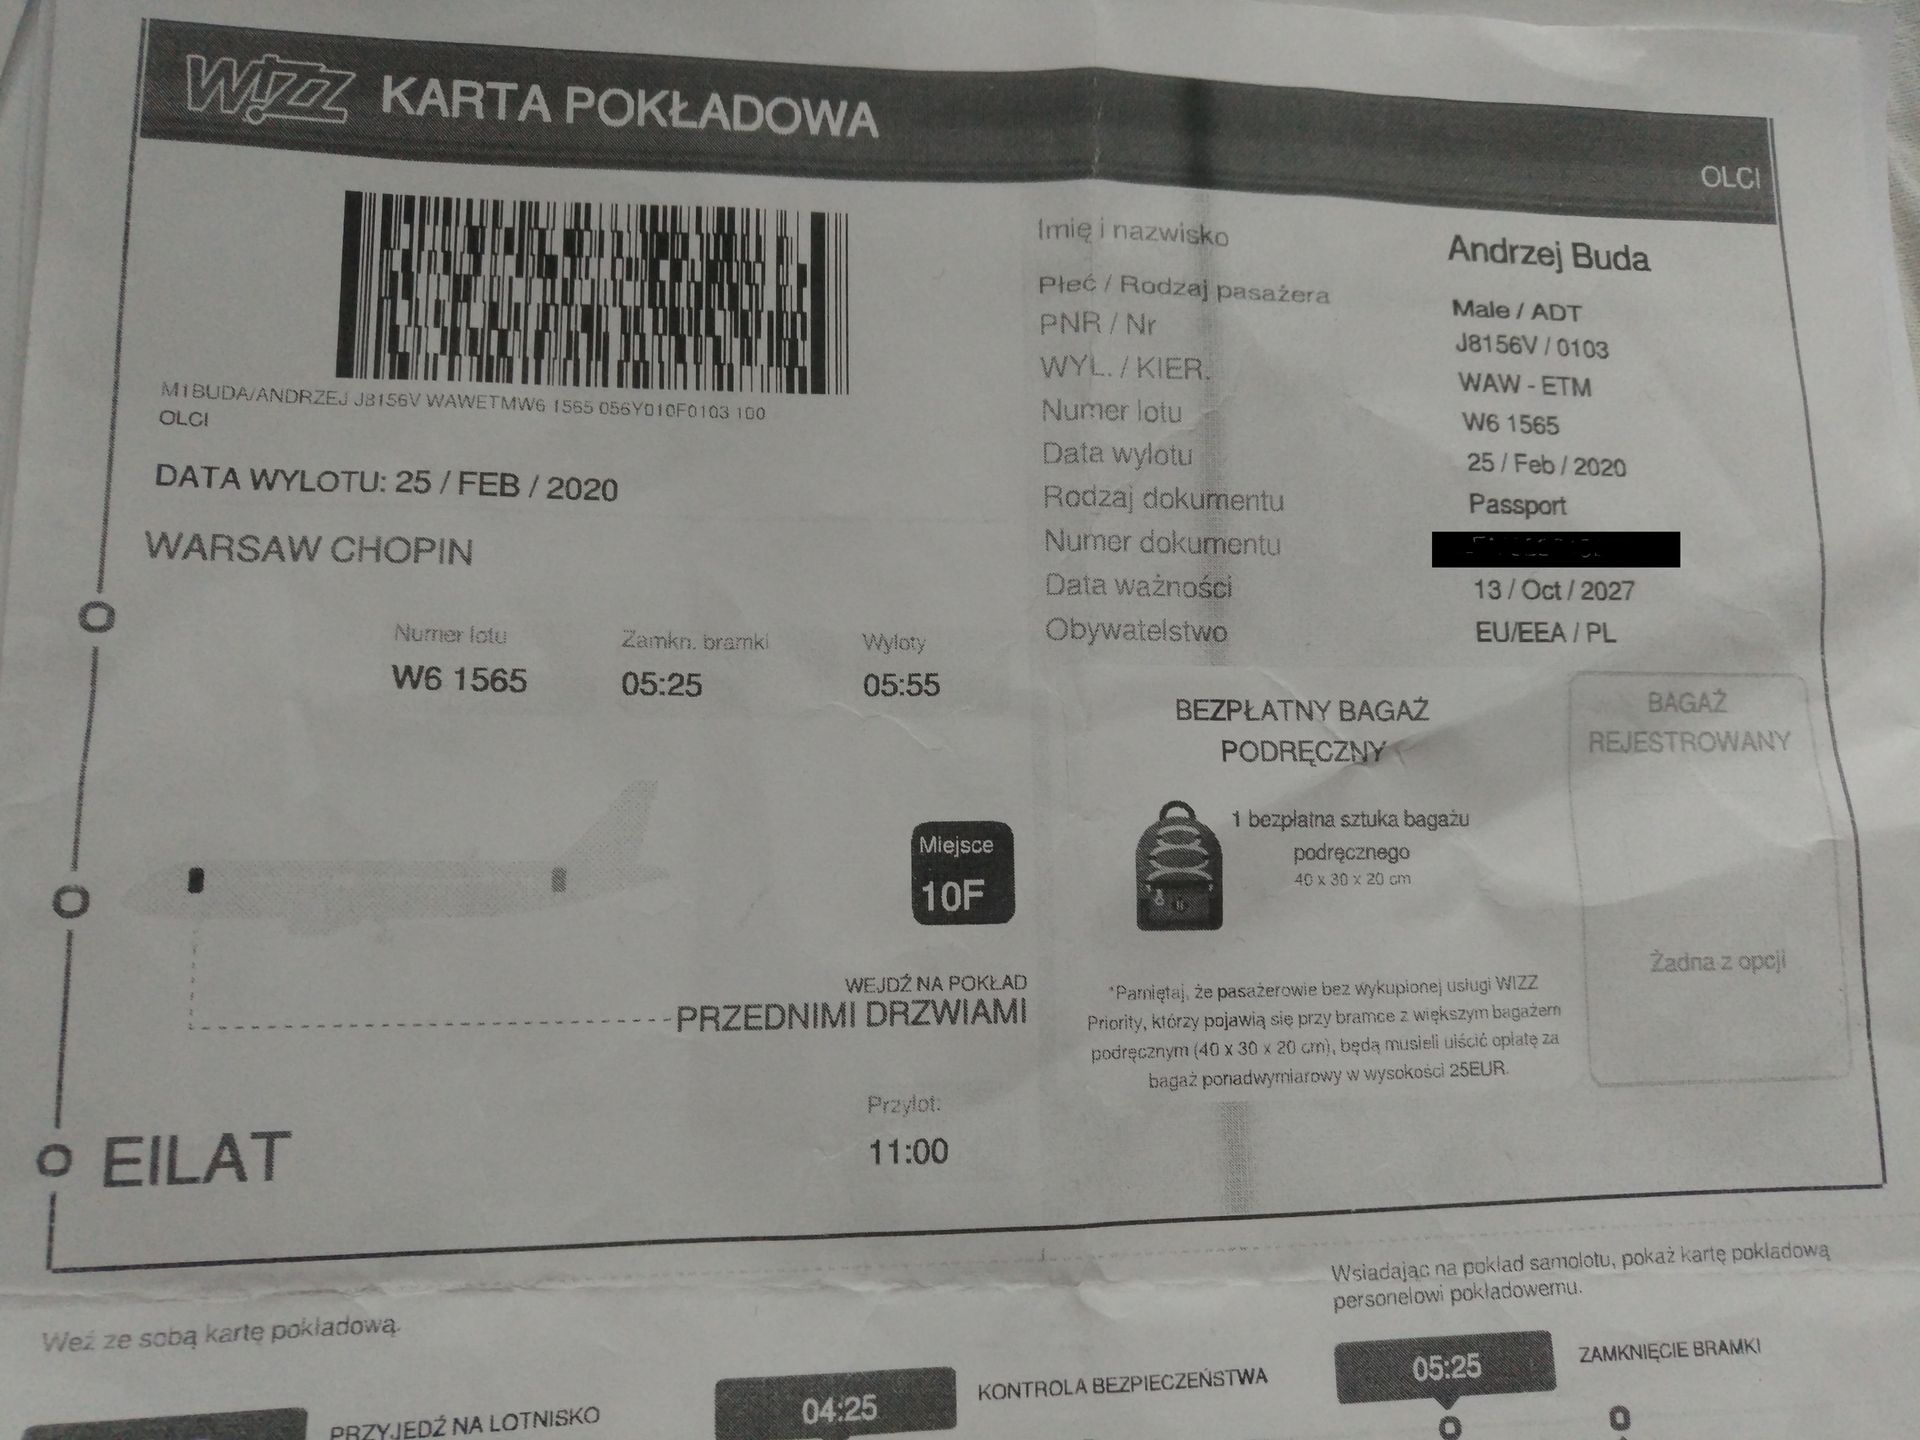 WIZZ KARTA POKŁADOWA
OLCI
M1BUDA/ANDRZEJ J8156V WAWETMW6 1565 056Y010F0103 100
OLCI
DATA WYLOTU: 25 / FEB / 2020
WARSAW CHOPIN
Numer lotu Zamkn. bramki Wyloty
W6 1565 05:25 05:55
Miejsce
10F
WEJDŹ NA POKŁAD
PRZEDNIMI DRZWIAMI
Przylot:
11:00
EILAT
Imię i nazwisko Andrzej Buda
Płeć / Rodzaj pasażera Male / ADT
PNR / Nr J8156V / 0103
WYL. / KIER. WAW - ETM
Numer lotu W6 1565
Data wylotu 25 / Feb / 2020
Rodzaj dokumentu Passport
Numer dokumentu
Data ważności 13 / Oct / 2027
Obywatelstwo EU/EEA / PL
BEZPŁATNY BAGAŻ
PODRĘCZNY
1 bezpłatna sztuka bagażu
podręcznego
40 x 30 x 20 cm
*Pamiętaj, że pasażerowie bez wykupionej usługi WIZZ
Priority, którzy pojawią się przy bramce z większym bagażem
podręcznym (40 x 30 x 20 cm), będą musieli uiścić opłatę za
bagaż ponadwymiarowy w wysokości 25EUR.
BAGAŻ
REJESTROWANY
Żadna z opcji
Weź ze sobą kartę pokładową.
Wsiadając na pokład samolotu, pokaż kartę pokładową
personelowi pokładowemu.
PRZYJEDŹ NA LOTNISKO
04:25
KONTROLA BEZPIECZEŃSTWA
05:25
ZAMKNIĘCIE BRAMKI